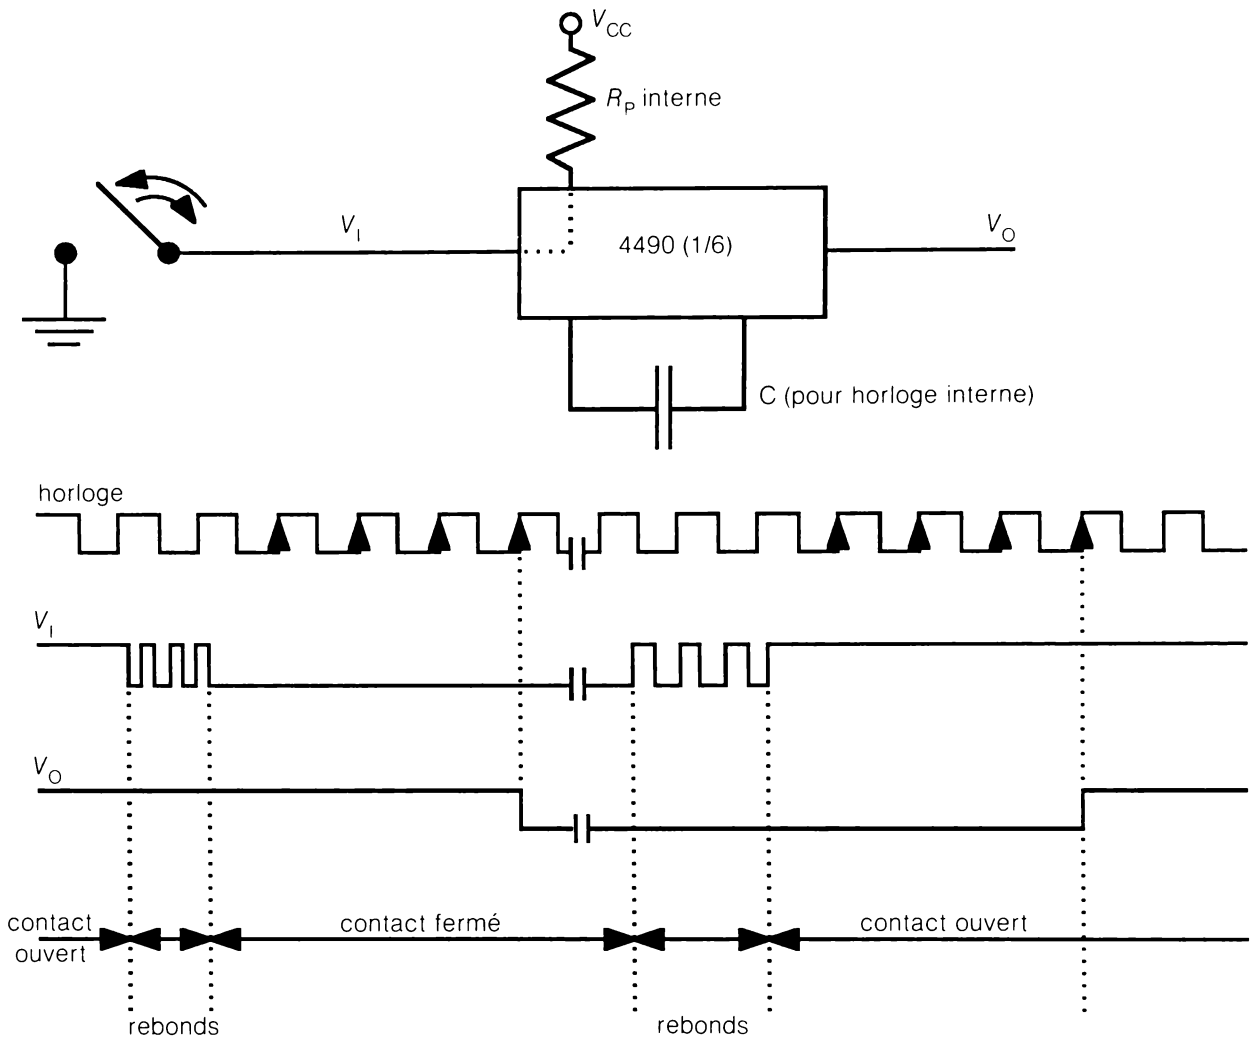 V_CC
R_P interne
V_I
4490 (1/6)
V_O
C (pour horloge interne)
horloge
V_I
V_O
contact ouvert
contact fermé
contact ouvert
rebonds
rebonds